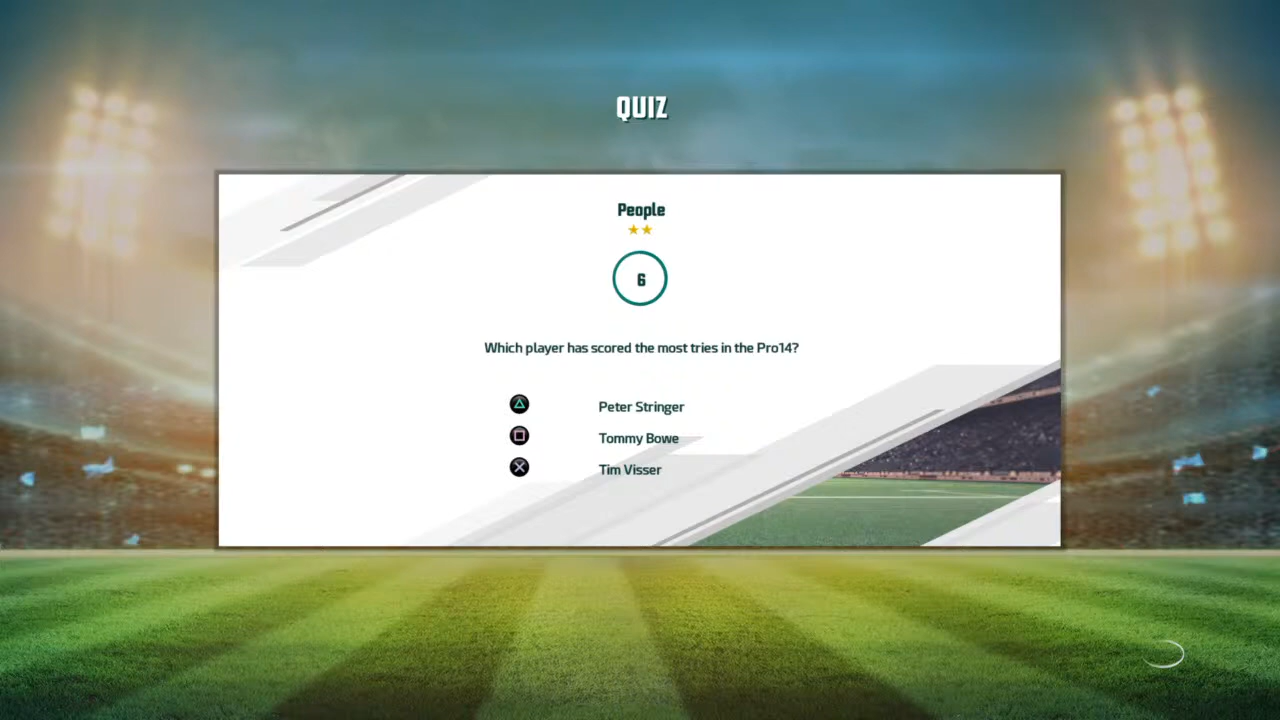 QUIZ
People
6
Which player has scored the most tries in the Pro14?
Peter Stringer
Tommy Bowe
Tim Visser